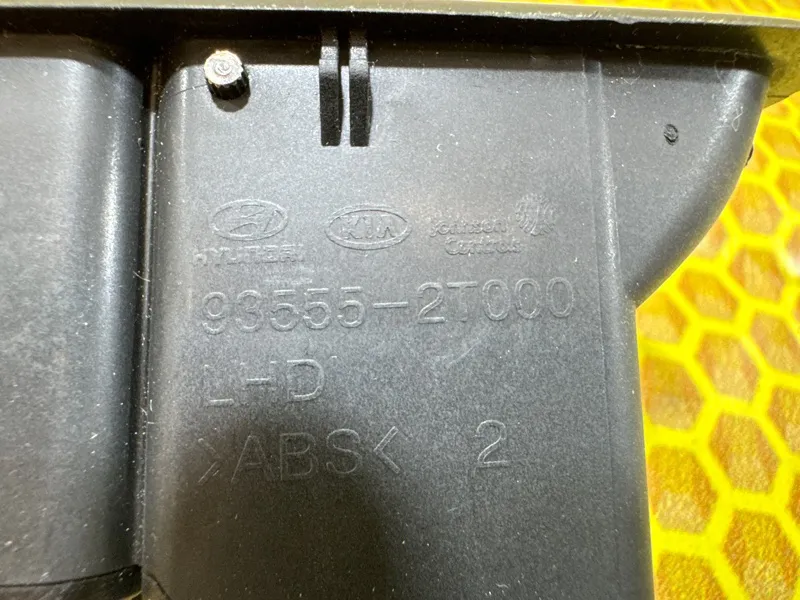 HYUNDAI KIA Johnson Controls
93555-2T000
LHD
>ABS< 2